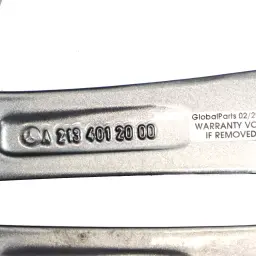 A 213 401 20 00
GlobalParts 02/2
WARRANTY VO
IF REMOVED